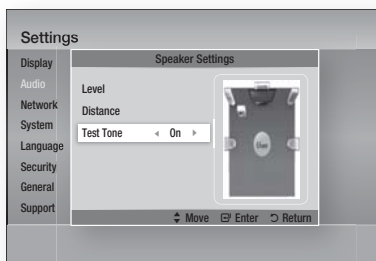 Settings
Display
Audio
Network
System
Language
Security
General
Support
Speaker Settings
Level
Distance
Test Tone ◀ On ▶
User
Move Enter Return